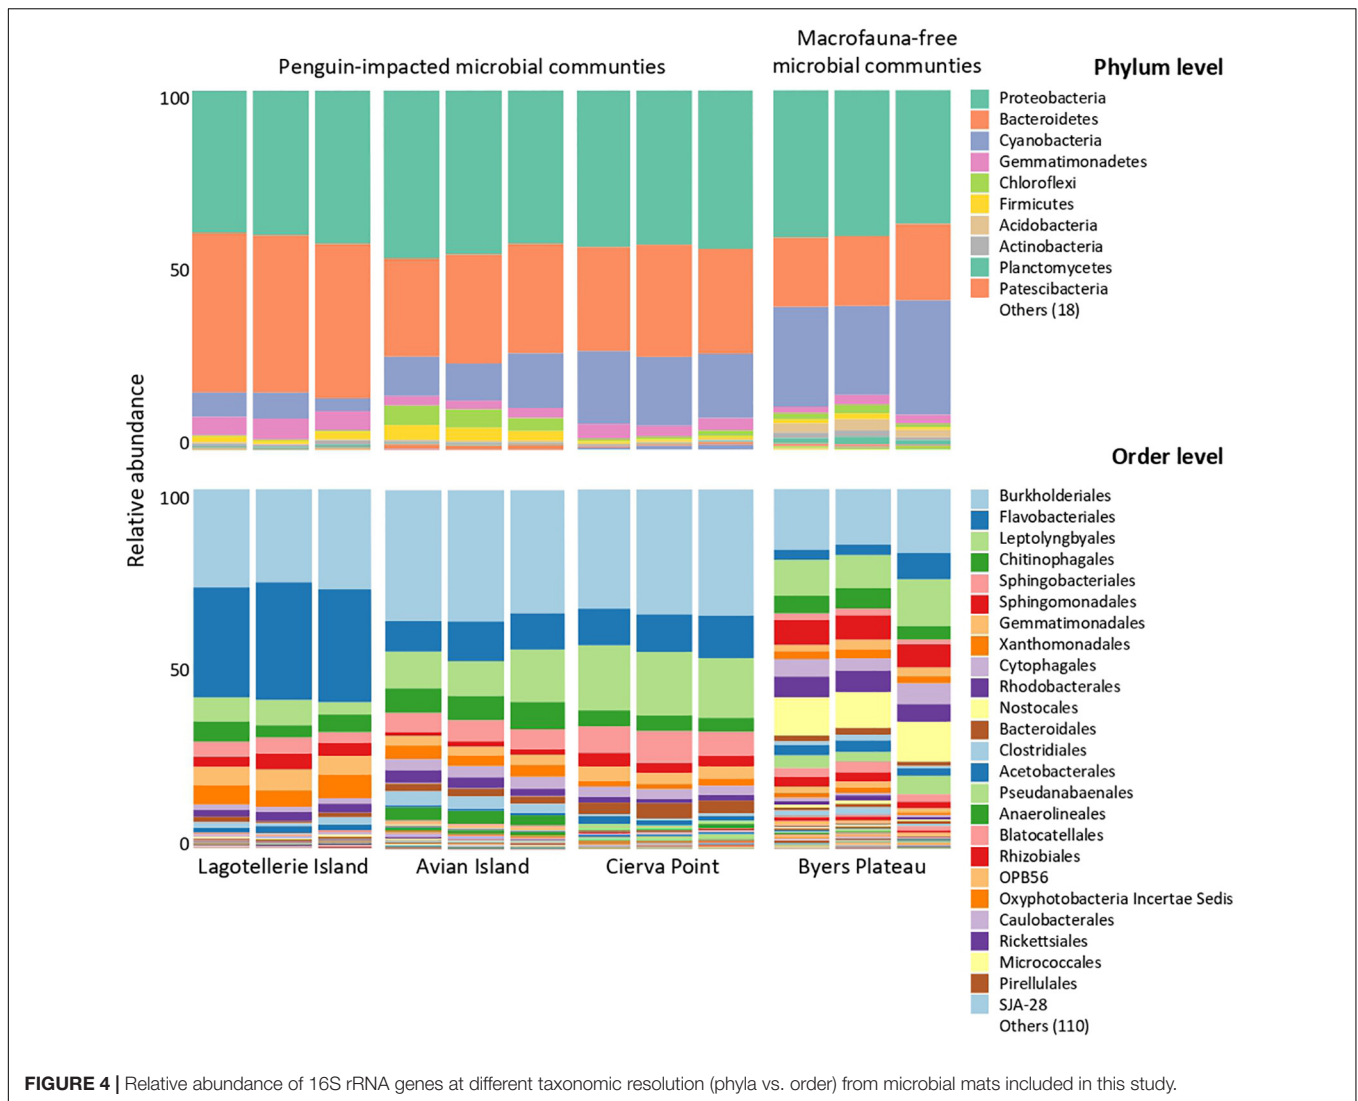 Penguin-impacted microbial communties
Macrofauna-free
microbial communties
Phylum level
100
50
0
Proteobacteria
Bacteroidetes
Cyanobacteria
Gemmatimonadetes
Chloroflexi
Firmicutes
Acidobacteria
Actinobacteria
Planctomycetes
Patescibacteria
Others (18)
Relative abundance
Order level
100
50
0
Burkholderiales
Flavobacteriales
Leptolyngbyales
Chitinophagales
Sphingobacteriales
Sphingomonadales
Gemmatimonadales
Xanthomonadales
Cytophagales
Rhodobacterales
Nostocales
Bacteroidales
Clostridiales
Acetobacterales
Pseudanabaenales
Anaerolineales
Blatocatellales
Rhizobiales
OPB56
Oxyphotobacteria Incertae Sedis
Caulobacterales
Rickettsiales
Micrococcales
Pirellulales
SJA-28
Others (110)
Lagotellerie Island
Avian Island
Cierva Point
Byers Plateau
FIGURE 4 | Relative abundance of 16S rRNA genes at different taxonomic resolution (phyla vs. order) from microbial mats included in this study.